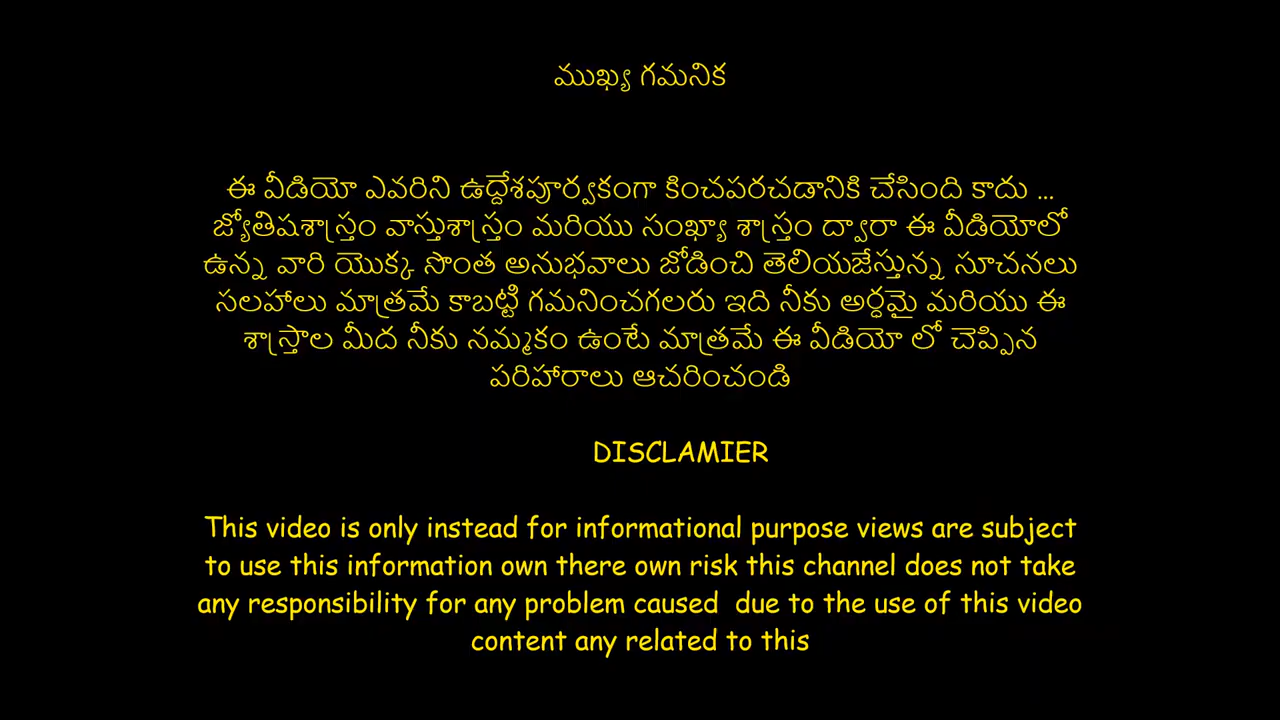 ముఖ్య గమనిక
ఈ వీడియో ఎవరిని ఉద్దేశపూర్వకంగా కించపరచడానికి చేసింది కాదు ...
జ్యోతిషశాస్త్రం వాస్తుశాస్త్రం మరియు సంఖ్యా శాస్త్రం ద్వారా ఈ వీడియోలో
ఉన్న వారి యొక్క సొంత అనుభవాలు జోడించి తెలియజేస్తున్న సూచనలు
సలహాలు మాత్రమే కాబట్టి గమనించగలరు ఇది నీకు అర్ధమై మరియు ఈ
శాస్త్రాల మీద నీకు నమ్మకం ఉంటే మాత్రమే ఈ వీడియో లో చెప్పిన
పరిహారాలు ఆచరించండి
DISCLAMIER
This video is only instead for informational purpose views are subject
to use this information own there own risk this channel does not take
any responsibility for any problem caused  due to the use of this video
content any related to this